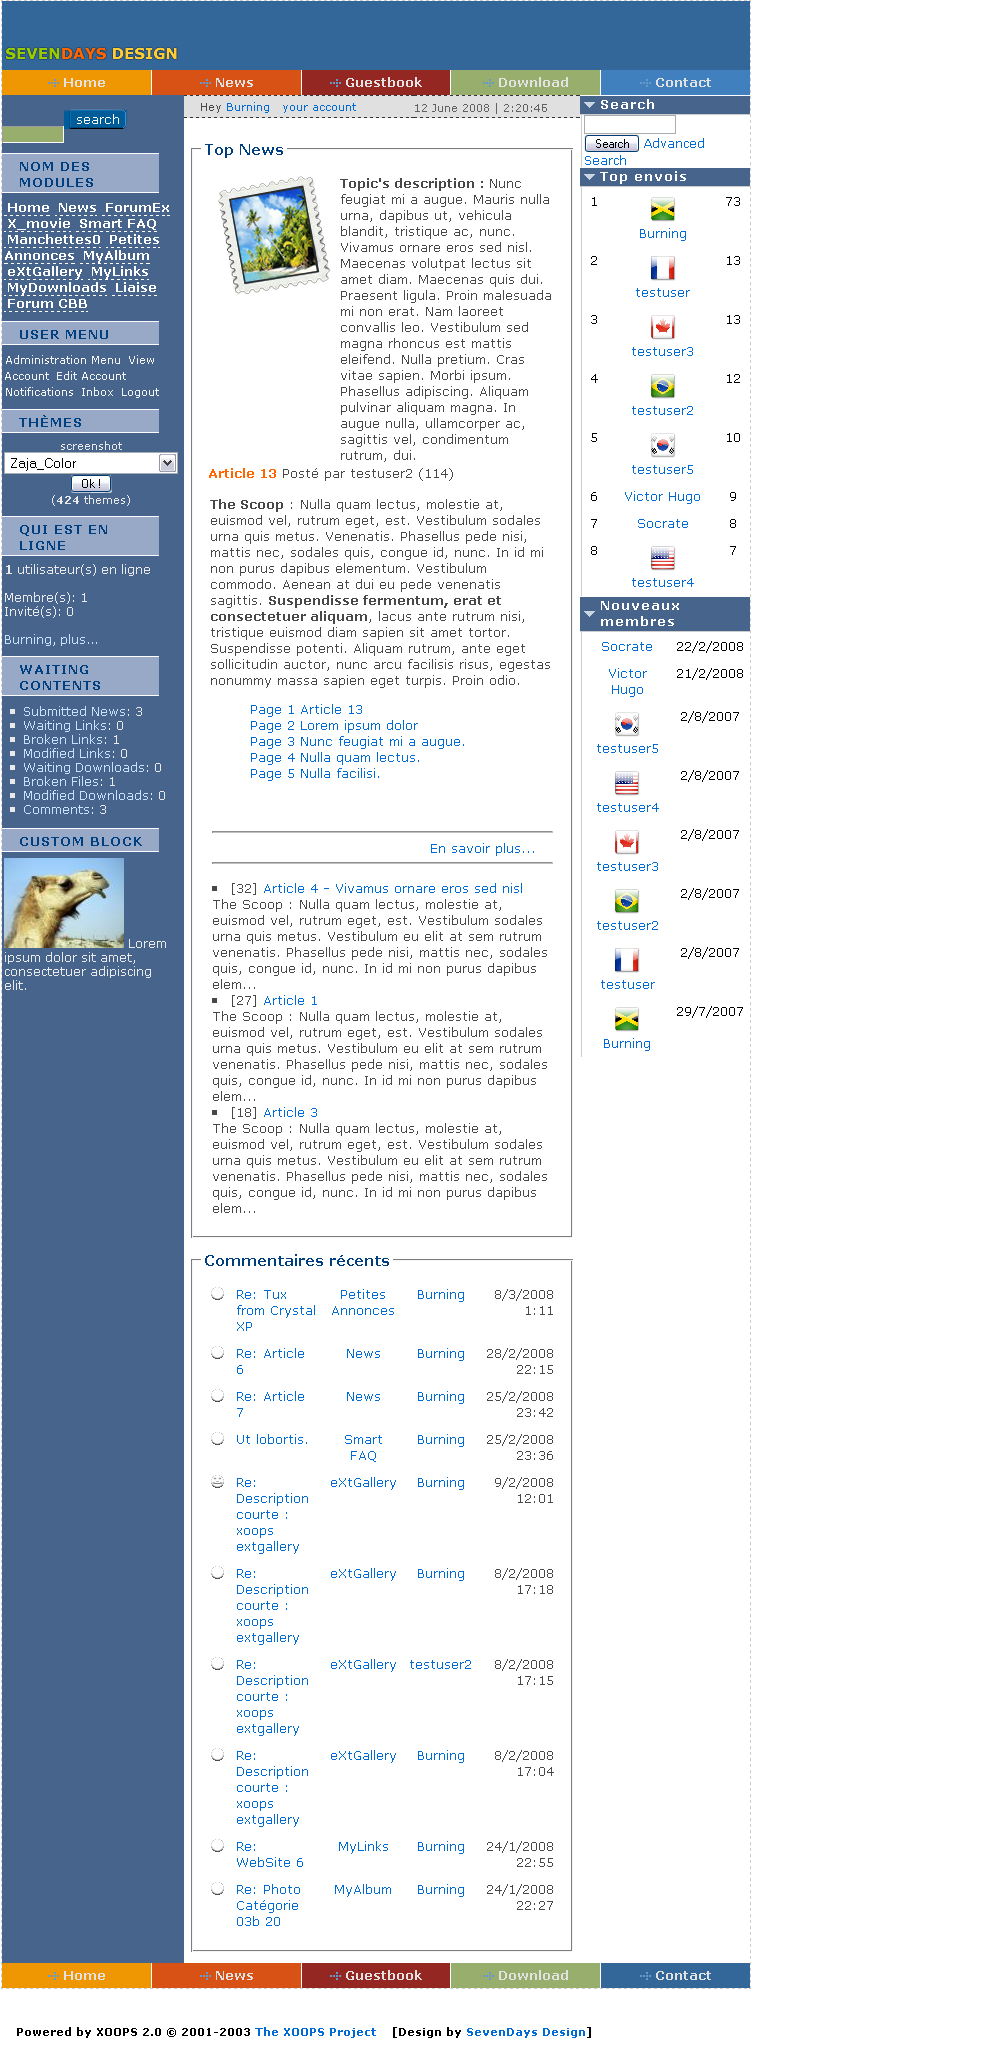 SEVENDAYS DESIGN
Home News Guestbook Download Contact
search
NOM DES
MODULES
Home News ForumEx
X_movie Smart FAQ
Manchettes0 Petites
Annonces MyAlbum
eXtGallery MyLinks
MyDownloads Liaise
Forum CBB
USER MENU
Administration Menu View
Account Edit Account
Notifications Inbox Logout
THÈMES
screenshot
Zaja_Color
Ok !
(424 themes)
QUI EST EN
LIGNE
1 utilisateur(s) en ligne
Membre(s): 1
Invité(s): 0
Burning, plus...
WAITING
CONTENTS
Submitted News: 3
Waiting Links: 0
Broken Links: 1
Modified Links: 0
Waiting Downloads: 0
Broken Files: 1
Modified Downloads: 0
Comments: 3
CUSTOM BLOCK
Lorem
ipsum dolor sit amet,
consectetuer adipiscing
elit.
Hey Burning your account 12 June 2008 | 2:20:45
Top News
Topic's description : Nunc
feugiat mi a augue. Mauris nulla
urna, dapibus ut, vehicula
blandit, tristique ac, nunc.
Vivamus ornare eros sed nisl.
Maecenas volutpat lectus sit
amet diam. Maecenas quis dui.
Praesent ligula. Proin malesuada
mi non erat. Nam laoreet
convallis leo. Vestibulum sed
magna rhoncus est mattis
eleifend. Nulla pretium. Cras
vitae sapien. Morbi ipsum.
Phasellus adipiscing. Aliquam
pulvinar aliquam magna. In
augue nulla, ullamcorper ac,
sagittis vel, condimentum
rutrum, dui.
Article 13 Posté par testuser2 (114)
The Scoop : Nulla quam lectus, molestie at,
euismod vel, rutrum eget, est. Vestibulum sodales
urna quis metus. Venenatis. Phasellus pede nisi,
mattis nec, sodales quis, congue id, nunc. In id mi
non purus dapibus elementum. Vestibulum
commodo. Aenean at dui eu pede venenatis
sagittis. Suspendisse fermentum, erat et
consectetuer aliquam, lacus ante rutrum nisi,
tristique euismod diam sapien sit amet tortor.
Suspendisse potenti. Aliquam rutrum, ante eget
sollicitudin auctor, nunc arcu facilisis risus, egestas
nonummy massa sapien eget turpis. Proin odio.
Page 1 Article 13
Page 2 Lorem ipsum dolor
Page 3 Nunc feugiat mi a augue.
Page 4 Nulla quam lectus.
Page 5 Nulla facilisi.
En savoir plus...
[32] Article 4 - Vivamus ornare eros sed nisl
The Scoop : Nulla quam lectus, molestie at,
euismod vel, rutrum eget, est. Vestibulum sodales
urna quis metus. Vestibulum eu elit at sem rutrum
venenatis. Phasellus pede nisi, mattis nec, sodales
quis, congue id, nunc. In id mi non purus dapibus
elem...
[27] Article 1
The Scoop : Nulla quam lectus, molestie at,
euismod vel, rutrum eget, est. Vestibulum sodales
urna quis metus. Vestibulum eu elit at sem rutrum
venenatis. Phasellus pede nisi, mattis nec, sodales
quis, congue id, nunc. In id mi non purus dapibus
elem...
[18] Article 3
The Scoop : Nulla quam lectus, molestie at,
euismod vel, rutrum eget, est. Vestibulum sodales
urna quis metus. Vestibulum eu elit at sem rutrum
venenatis. Phasellus pede nisi, mattis nec, sodales
quis, congue id, nunc. In id mi non purus dapibus
elem...
Commentaires récents
Re: Tux Petites Burning 8/3/2008
from Crystal Annonces 1:11
XP
Re: Article News Burning 28/2/2008
6 22:15
Re: Article News Burning 25/2/2008
7 23:42
Ut lobortis. Smart Burning 25/2/2008
FAQ 23:36
Re: eXtGallery Burning 9/2/2008
Description 12:01
courte :
xoops
extgallery
Re: eXtGallery Burning 8/2/2008
Description 17:18
courte :
xoops
extgallery
Re: eXtGallery testuser2 8/2/2008
Description 17:15
courte :
xoops
extgallery
Re: eXtGallery Burning 8/2/2008
Description 17:04
courte :
xoops
extgallery
Re: MyLinks Burning 24/1/2008
WebSite 6 22:55
Re: Photo MyAlbum Burning 24/1/2008
Catégorie 22:27
03b 20
Search
Search Advanced
Search
Top envois
1 73
Burning
2 13
testuser
3 13
testuser3
4 12
testuser2
5 10
testuser5
6 Victor Hugo 9
7 Socrate 8
8 7
testuser4
Nouveaux
membres
Socrate 22/2/2008
Victor 21/2/2008
Hugo
2/8/2007
testuser5
2/8/2007
testuser4
2/8/2007
testuser3
2/8/2007
testuser2
2/8/2007
testuser
29/7/2007
Burning
Home News Guestbook Download Contact
Powered by XOOPS 2.0 © 2001-2003 The XOOPS Project [Design by SevenDays Design]